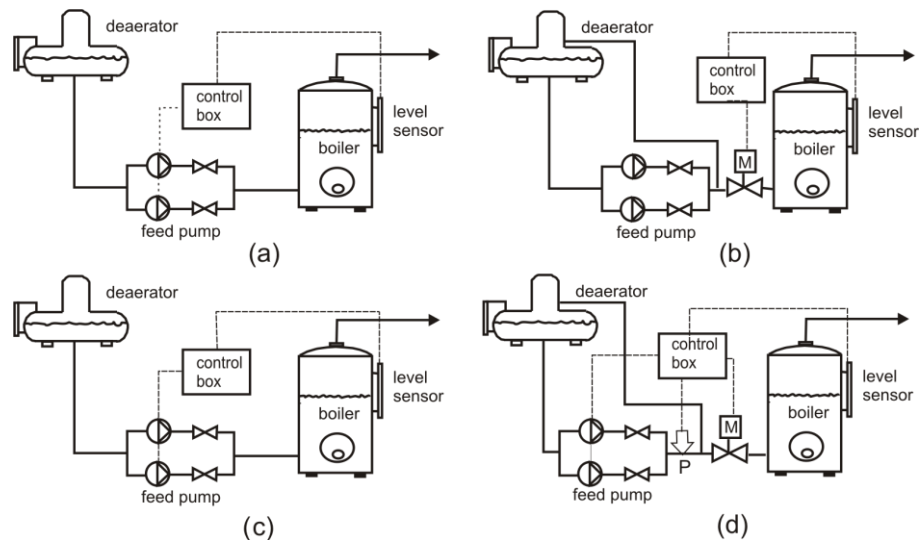 deaerator
control
box
level
sensor
boiler
feed pump
(a)
deaerator
control
box
M
level
sensor
boiler
feed pump
(b)
deaerator
control
box
level
sensor
boiler
feed pump
(c)
deaerator
control
box
M
level
sensor
boiler
P
feed pump
(d)